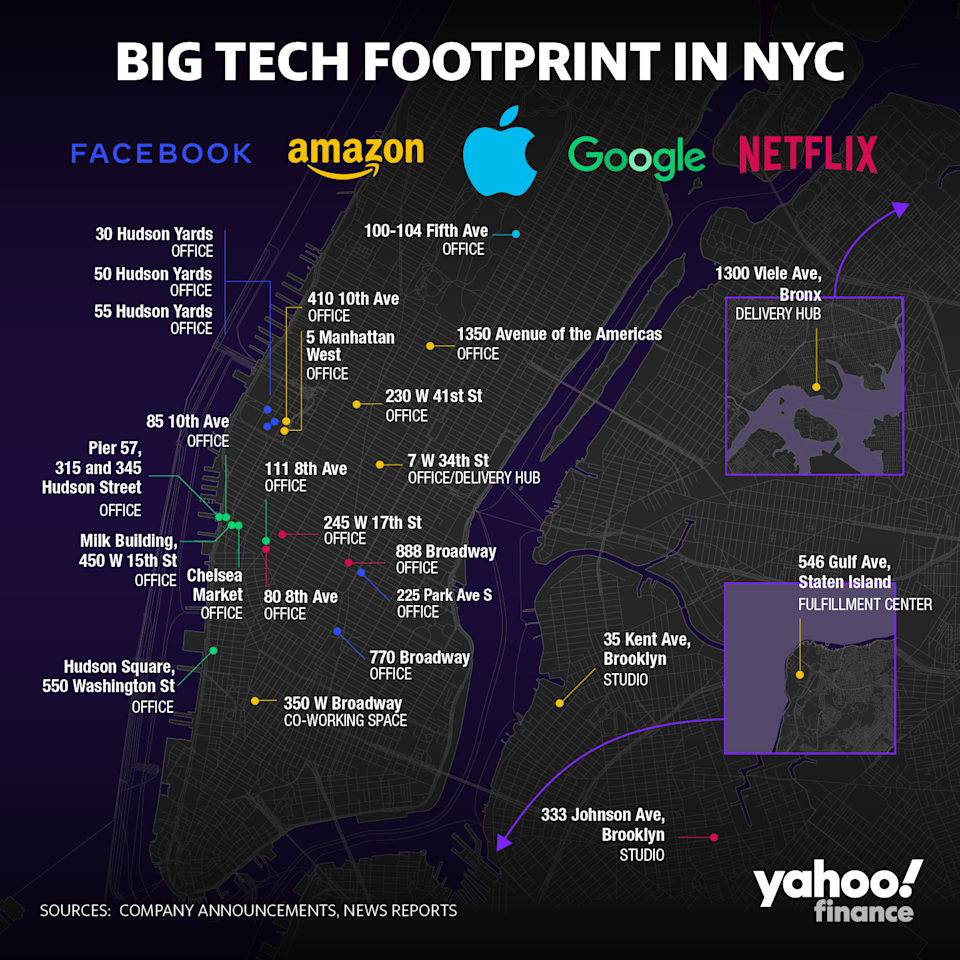 BIG TECH FOOTPRINT IN NYC
FACEBOOK
amazon
Google
NETFLIX
30 Hudson Yards
OFFICE
50 Hudson Yards
OFFICE
55 Hudson Yards
OFFICE
100-104 Fifth Ave
OFFICE
410 10th Ave
OFFICE
5 Manhattan
West
OFFICE
1350 Avenue of the Americas
OFFICE
1300 Viele Ave,
Bronx
DELIVERY HUB
230 W 41st St
OFFICE
85 10th Ave
OFFICE
Pier 57,
315 and 345
Hudson Street
OFFICE
111 8th Ave
OFFICE
7 W 34th St
OFFICE/DELIVERY HUB
245 W 17th St
OFFICE
Milk Building,
450 W 15th St
OFFICE
888 Broadway
OFFICE
Chelsea
Market
OFFICE
80 8th Ave
OFFICE
225 Park Ave S
OFFICE
546 Gulf Ave,
Staten Island
FULFILLMENT CENTER
Hudson Square,
550 Washington St
OFFICE
770 Broadway
OFFICE
35 Kent Ave,
Brooklyn
STUDIO
350 W Broadway
CO-WORKING SPACE
333 Johnson Ave,
Brooklyn
STUDIO
SOURCES: COMPANY ANNOUNCEMENTS, NEWS REPORTS
yahoo!
finance